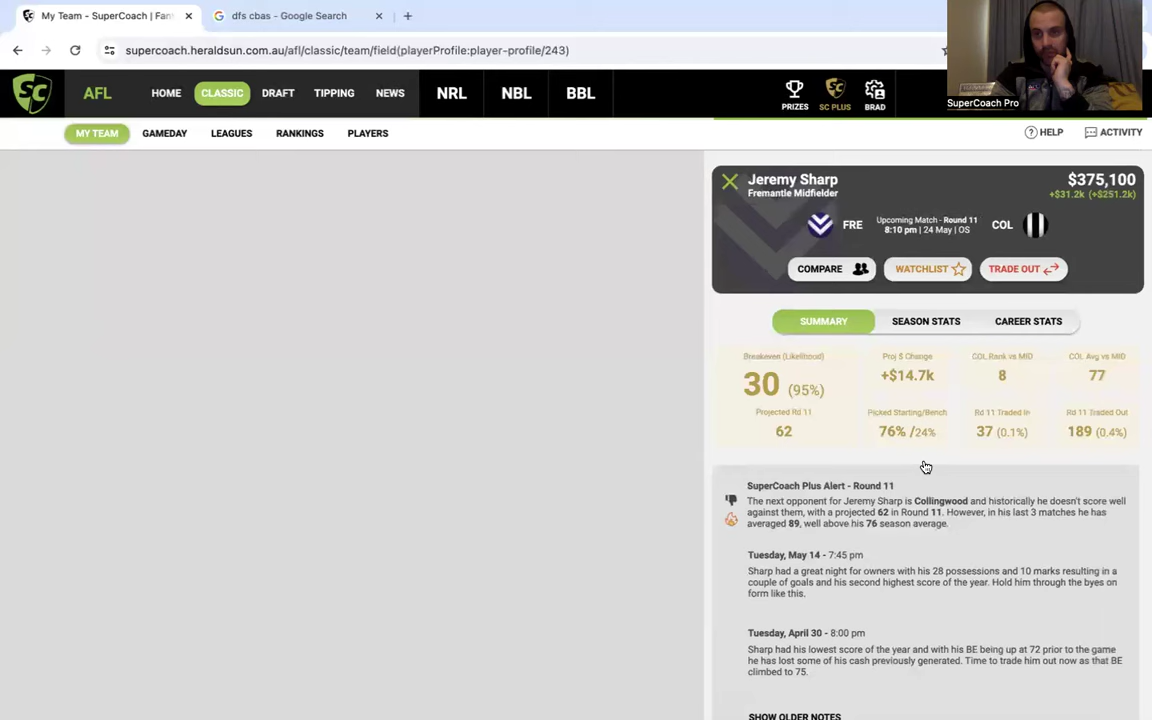 My Team - SuperCoach | Fan
dfs cbas - Google Search
supercoach.heraldsun.com.au/afl/classic/team/field(playerProfile:player-profile/243)
SuperCoach Pro
SC
AFL
HOME
CLASSIC
DRAFT
TIPPING
NEWS
NRL
NBL
BBL
PRIZES
SC PLUS
BRAD
MY TEAM
GAMEDAY
LEAGUES
RANKINGS
PLAYERS
HELP
ACTIVITY
Jeremy Sharp
Fremantle Midfielder
$375,100
+$31.2k (+$251.2k)
FRE
Upcoming Match - Round 11
8:10 pm | 24 May | OS
COL
COMPARE
WATCHLIST
TRADE OUT
SUMMARY
SEASON STATS
CAREER STATS
Breakeven (Likelihood)
30 (95%)
Proj $ Change
+$14.7k
COL Rank vs MID
8
COL Avg vs MID
77
Projected Rd 11
62
Picked Starting/Bench
76% /24%
Rd 11 Traded In
37 (0.1%)
Rd 11 Traded Out
189 (0.4%)
SuperCoach Plus Alert - Round 11
The next opponent for Jeremy Sharp is Collingwood and historically he doesn't score well
against them, with a projected 62 in Round 11. However, in his last 3 matches he has
averaged 89, well above his 76 season average.
Tuesday, May 14 - 7:45 pm
Sharp had a great night for owners with his 28 possessions and 10 marks resulting in a
couple of goals and his second highest score of the year. Hold him through the byes on
form like this.
Tuesday, April 30 - 8:00 pm
Sharp had his lowest score of the year and with his BE being up at 72 prior to the game
he has lost some of his cash previously generated. Time to trade him out now as that BE
climbed to 75.
SHOW OLDER NOTES